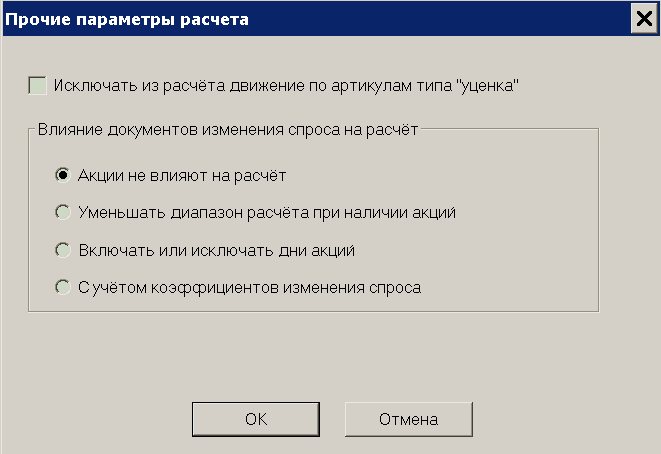 Прочие параметры расчета
Исключать из расчёта движение по артикулам типа "уценка"
Влияние документов изменения спроса на расчёт
Акции не влияют на расчёт
Уменьшать диапазон расчёта при наличии акций
Включать или исключать дни акций
С учётом коэффициентов изменения спроса
ОК
Отмена